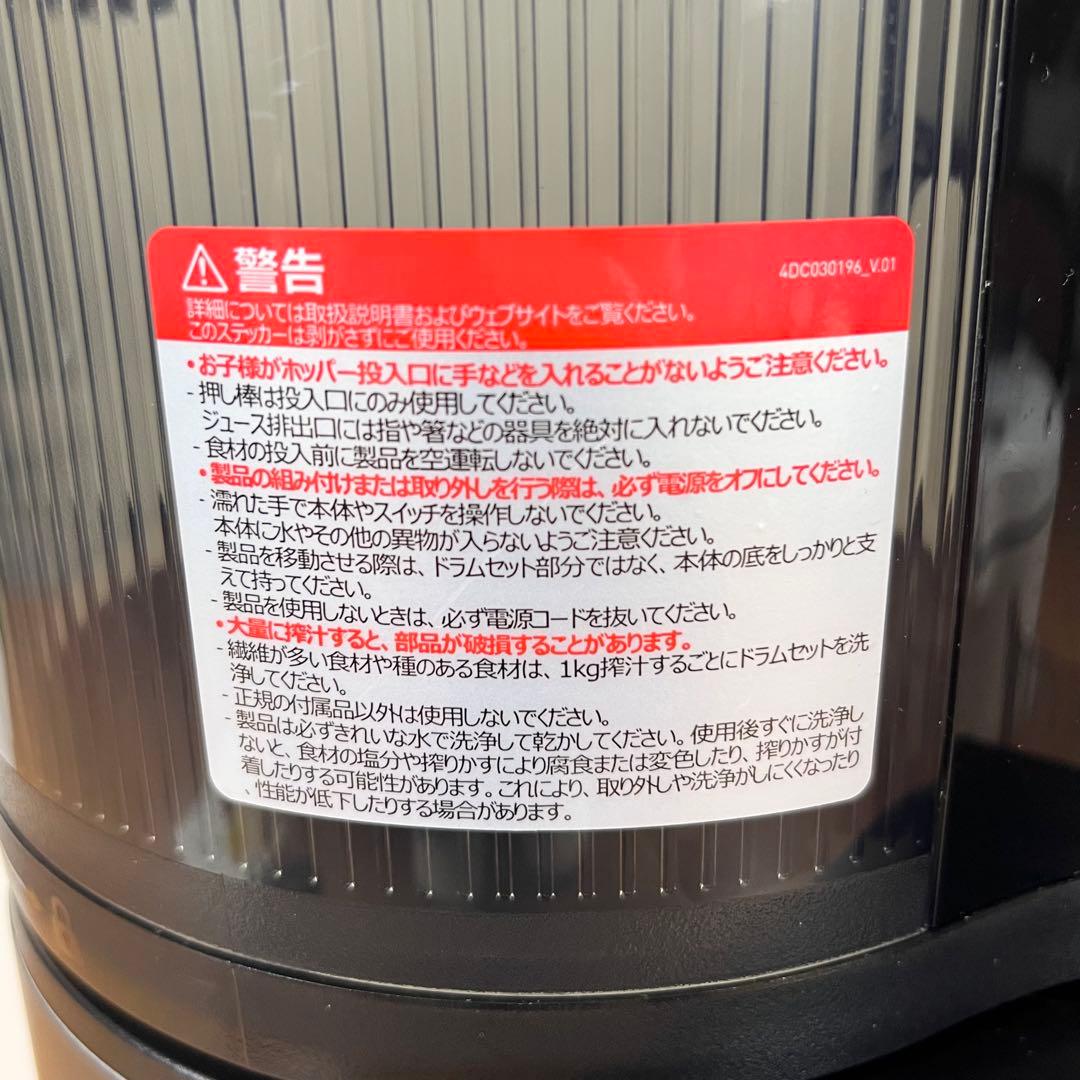 警告
4DC030196_V.01
詳細については取扱説明書およびウェブサイトをご覧ください。
このステッカーは剥がさずにご使用ください。
・お子様がホッパー投入口に手などを入れることがないようご注意ください。
- 押し棒は投入口にのみ使用してください。
ジュース排出口には指や箸などの器具を絶対に入れないでください。
- 食材の投入前に製品を空運転しないでください。
・製品の組み付けまたは取り外しを行う際は、必ず電源をオフにしてください。
- 濡れた手で本体やスイッチを操作しないでください。
本体に水やその他の異物が入らないようご注意ください。
- 製品を移動させる際は、ドラムセット部分ではなく、本体の底をしっかりと支
えて持ってください。
- 製品を使用しないときは、必ず電源コードを抜いてください。
・大量に搾汁すると、部品が破損することがあります。
- 繊維が多い食材や種のある食材は、1kg搾汁するごとにドラムセットを洗
浄してください。
- 正規の付属品以外は使用しないでください。
- 製品は必ずきれいな水で洗浄して乾かしてください。使用後すぐに洗浄し
ないと、食材の塩分や搾りかすにより腐食または変色したり、搾りかすが付
着したりする可能性があります。これにより、取り外しや洗浄がしにくくなったり
、性能が低下したりする場合があります。